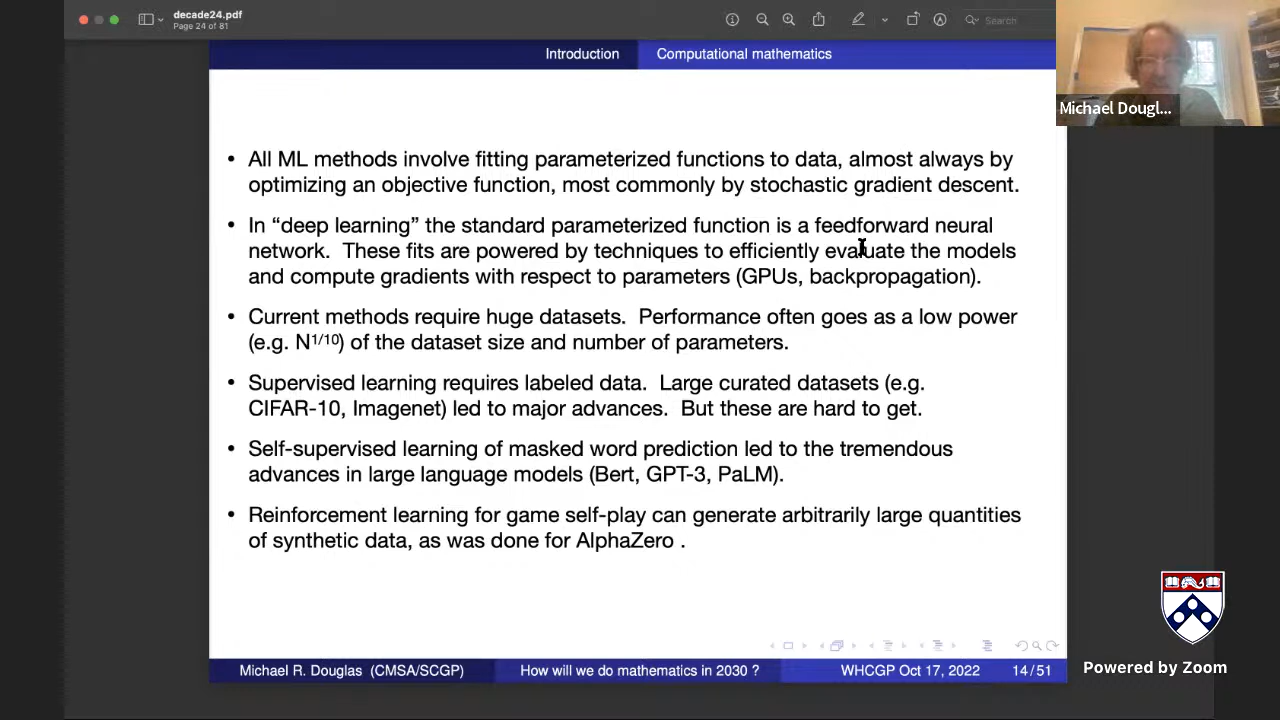 decade24.pdf
Page 24 of 81
Search
Introduction
Computational mathematics
Michael Dougl...
• All ML methods involve fitting parameterized functions to data, almost always by
optimizing an objective function, most commonly by stochastic gradient descent.
• In “deep learning” the standard parameterized function is a feedforward neural
network. These fits are powered by techniques to efficiently evaluate the models
and compute gradients with respect to parameters (GPUs, backpropagation).
• Current methods require huge datasets. Performance often goes as a low power
(e.g. N^1/10) of the dataset size and number of parameters.
• Supervised learning requires labeled data. Large curated datasets (e.g.
CIFAR-10, Imagenet) led to major advances. But these are hard to get.
• Self-supervised learning of masked word prediction led to the tremendous
advances in large language models (Bert, GPT-3, PaLM).
• Reinforcement learning for game self-play can generate arbitrarily large quantities
of synthetic data, as was done for AlphaZero .
Michael R. Douglas (CMSA/SCGP)
How will we do mathematics in 2030 ?
WHCGP Oct 17, 2022
14/51
Powered by Zoom